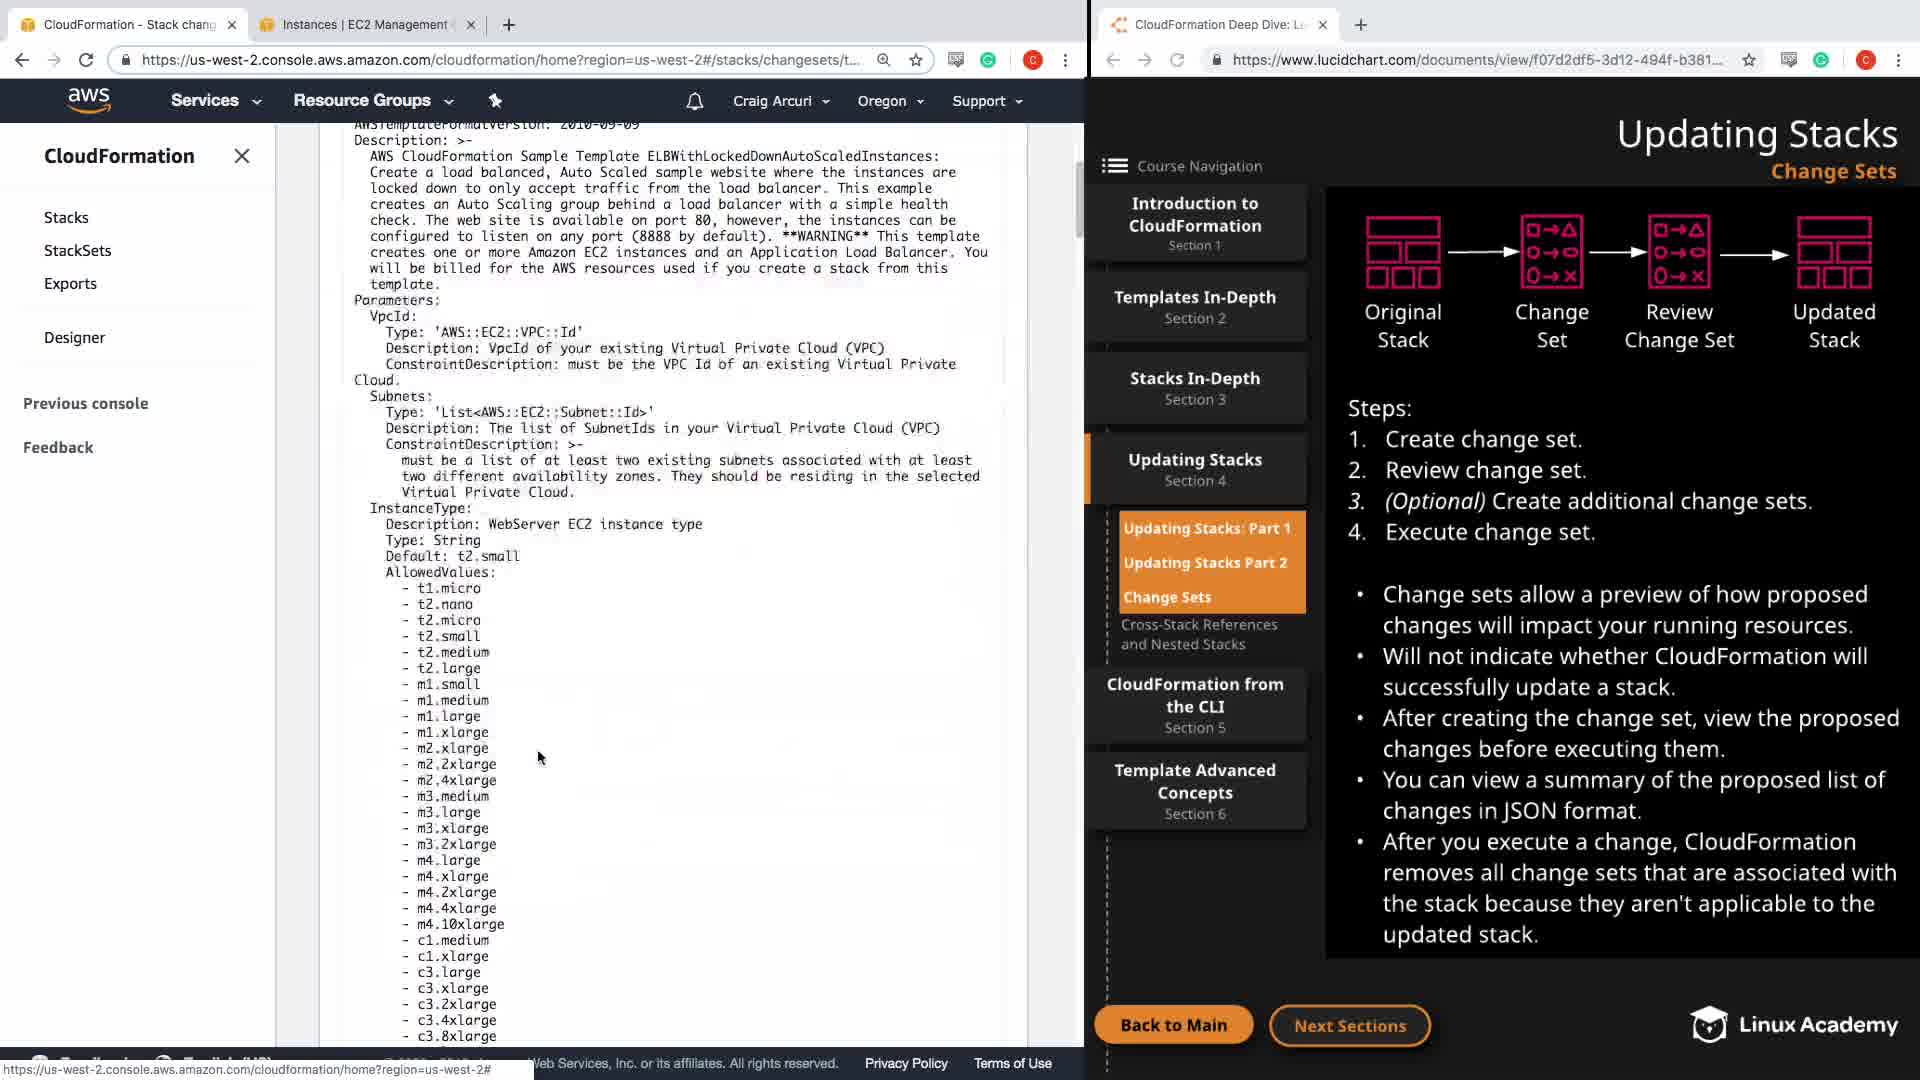 CloudFormation - Stack chang
Instances | EC2 Management
https://us-west-2.console.aws.amazon.com/cloudformation/home?region=us-west-2#/stacks/changesets/t...
C
aws
Services
Resource Groups
Craig Arcuri
Oregon
Support
CloudFormation
Stacks
StackSets
Exports
Designer
Previous console
Feedback
AWSTemplateFormatVersion: 2010-09-09
Description: >-
AWS CloudFormation Sample Template ELBWithLockedDownAutoScaledInstances:
Create a load balanced, Auto Scaled sample website where the instances are
locked down to only accept traffic from the load balancer. This example
creates an Auto Scaling group behind a load balancer with a simple health
check. The web site is available on port 80, however, the instances can be
configured to listen on any port (8888 by default). **WARNING** This template
creates one or more Amazon EC2 instances and an Application Load Balancer. You
will be billed for the AWS resources used if you create a stack from this
template.
Parameters:
VpcId:
Type: 'AWS::EC2::VPC::Id'
Description: VpcId of your existing Virtual Private Cloud (VPC)
ConstraintDescription: must be the VPC Id of an existing Virtual Private
Cloud.
Subnets:
Type: 'List<AWS::EC2::Subnet::Id>'
Description: The list of SubnetIds in your Virtual Private Cloud (VPC)
ConstraintDescription: >-
must be a list of at least two existing subnets associated with at least
two different availability zones. They should be residing in the selected
Virtual Private Cloud.
InstanceType:
Description: WebServer EC2 instance type
Type: String
Default: t2.small
AllowedValues:
- t1.micro
- t2.nano
- t2.micro
- t2.small
- t2.medium
- t2.large
- m1.small
- m1.medium
- m1.large
- m1.xlarge
- m2.xlarge
- m2.2xlarge
- m2.4xlarge
- m3.medium
- m3.large
- m3.xlarge
- m3.2xlarge
- m4.large
- m4.xlarge
- m4.2xlarge
- m4.4xlarge
- m4.10xlarge
- c1.medium
- c1.xlarge
- c3.large
- c3.xlarge
- c3.2xlarge
- c3.4xlarge
- c3.8xlarge
Web Services, Inc. or its affiliates. All rights reserved.
Privacy Policy
Terms of Use
https://us-west-2.console.aws.amazon.com/cloudformation/home?region=us-west-2#
CloudFormation Deep Dive: Le
https://www.lucidchart.com/documents/view/f07d2df5-3d12-494f-b381...
C
Updating Stacks
Change Sets
Course Navigation
Introduction to
CloudFormation
Section 1
Templates In-Depth
Section 2
Stacks In-Depth
Section 3
Updating Stacks
Section 4
Updating Stacks: Part 1
Updating Stacks Part 2
Change Sets
Cross-Stack References
and Nested Stacks
CloudFormation from
the CLI
Section 5
Template Advanced
Concepts
Section 6
Original
Stack
Change
Set
Review
Change Set
Updated
Stack
Steps:
1. Create change set.
2. Review change set.
3. (Optional) Create additional change sets.
4. Execute change set.
• Change sets allow a preview of how proposed
changes will impact your running resources.
• Will not indicate whether CloudFormation will
successfully update a stack.
• After creating the change set, view the proposed
changes before executing them.
• You can view a summary of the proposed list of
changes in JSON format.
• After you execute a change, CloudFormation
removes all change sets that are associated with
the stack because they aren't applicable to the
updated stack.
Back to Main
Next Sections
Linux Academy